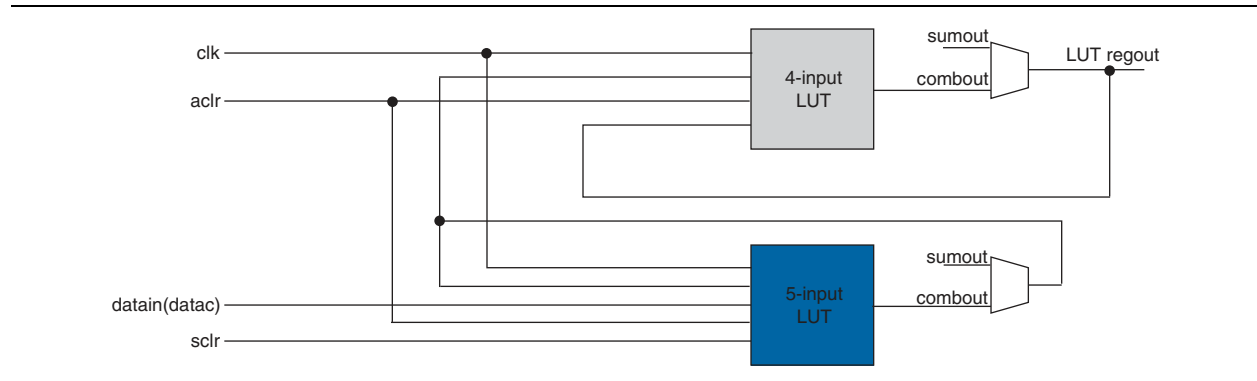 clk
aclr
4-input
LUT
sumout
combout
LUT regout
datain(datac)
sclr
5-input
LUT
sumout
combout